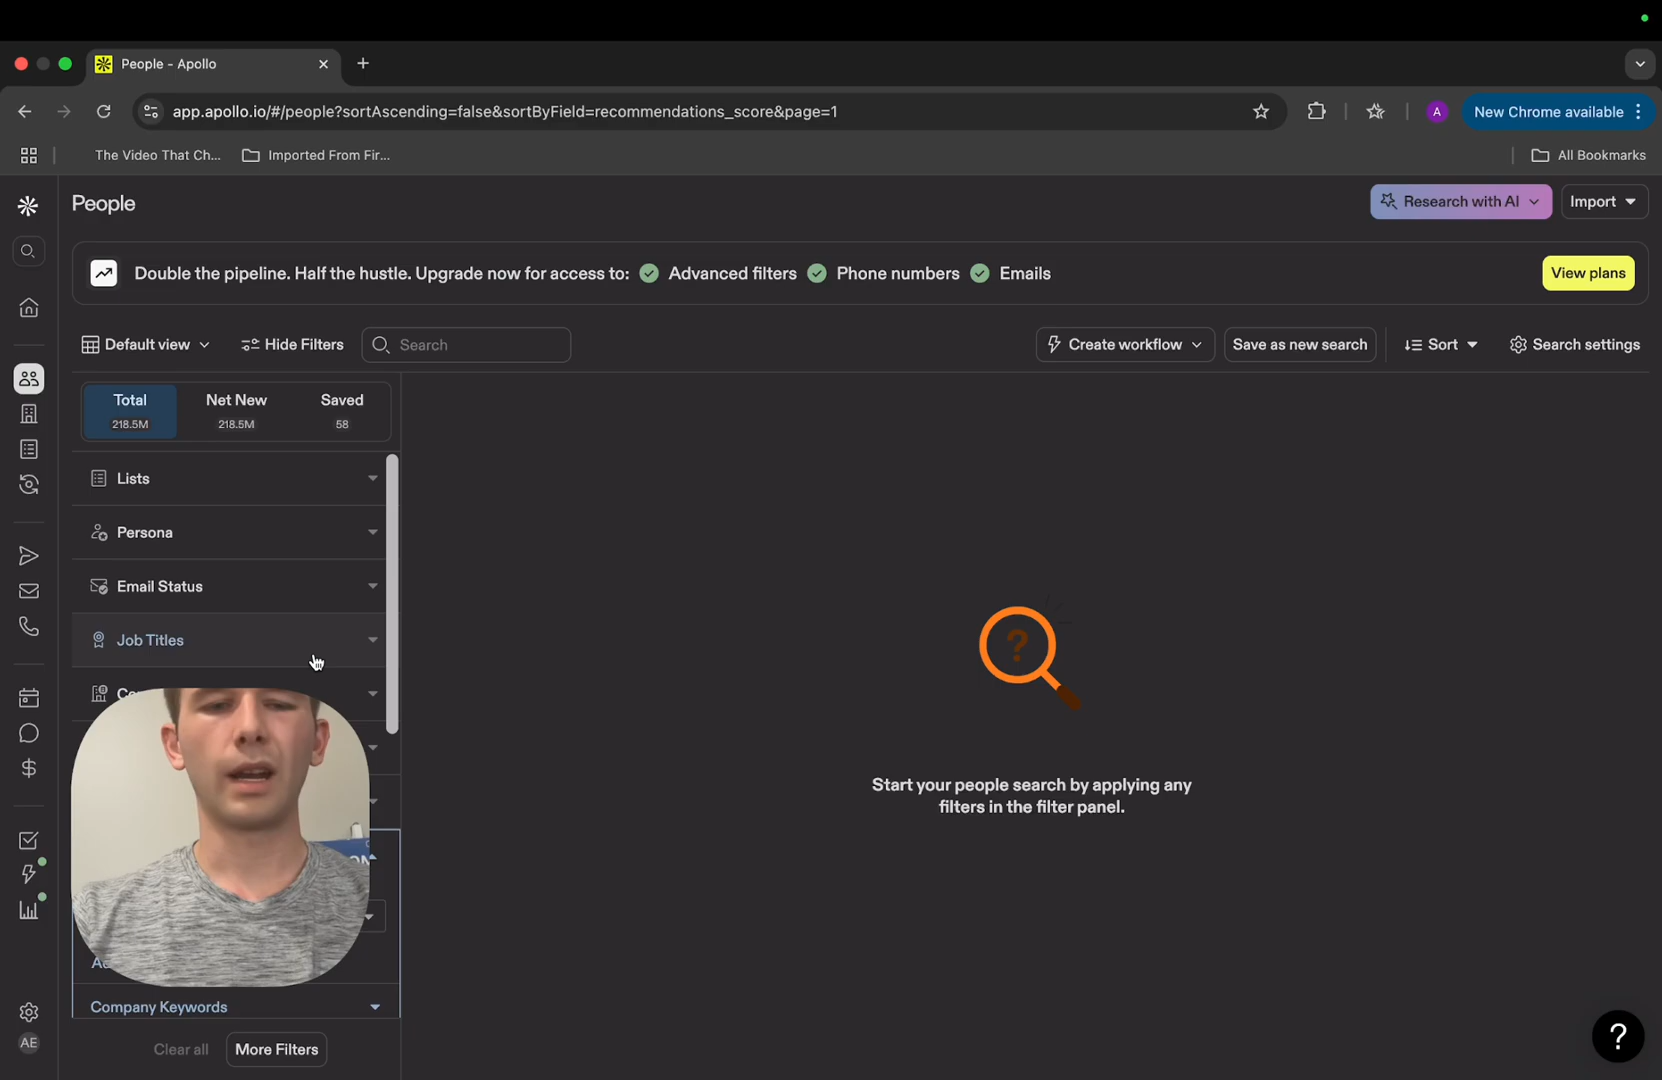 People - Apollo
app.apollo.io/#/people?sortAscending=false&sortByField=recommendations_score&page=1
A
New Chrome available
The Video That Ch...
Imported From Fir...
All Bookmarks
People
Research with AI
Import
Double the pipeline. Half the hustle. Upgrade now for access to: Advanced filters Phone numbers Emails
View plans
Default view
Hide Filters
Search
Create workflow
Save as new search
Sort
Search settings
Total
218.5M
Net New
218.5M
Saved
58
Lists
Persona
Email Status
Job Titles
Company Keywords
Clear all
More Filters
AE
?
Start your people search by applying any
filters in the filter panel.
?